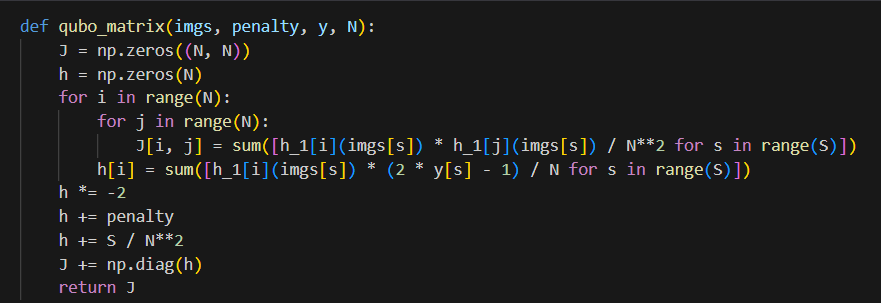 def qubo_matrix(imgs, penalty, y, N):
    J = np.zeros((N, N))
    h = np.zeros(N)
    for i in range(N):
        for j in range(N):
            J[i, j] = sum([h_1[i](imgs[s]) * h_1[j](imgs[s]) / N**2 for s in range(S)])
        h[i] = sum([h_1[i](imgs[s]) * (2 * y[s] - 1) / N for s in range(S)])
    h *= -2
    h += penalty
    h += S / N**2
    J += np.diag(h)
    return J